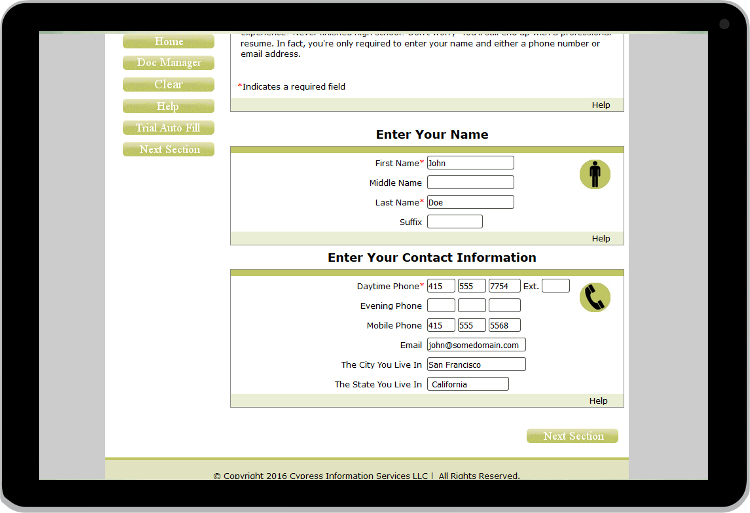 Home
Doc Manager
Clear
Help
Trial Auto Fill
Next Section
resume. In fact, you're only required to enter your name and either a phone number or
email address.
*Indicates a required field
Help
Enter Your Name
First Name* John
Middle Name
Last Name* Doe
Suffix
Help
Enter Your Contact Information
Daytime Phone* 415 555 7754 Ext.
Evening Phone
Mobile Phone 415 555 5568
Email john@somedomain.com
The City You Live In San Francisco
The State You Live In California
Help
Next Section
© Copyright 2016 Cypress Information Services LLC | All Rights Reserved.